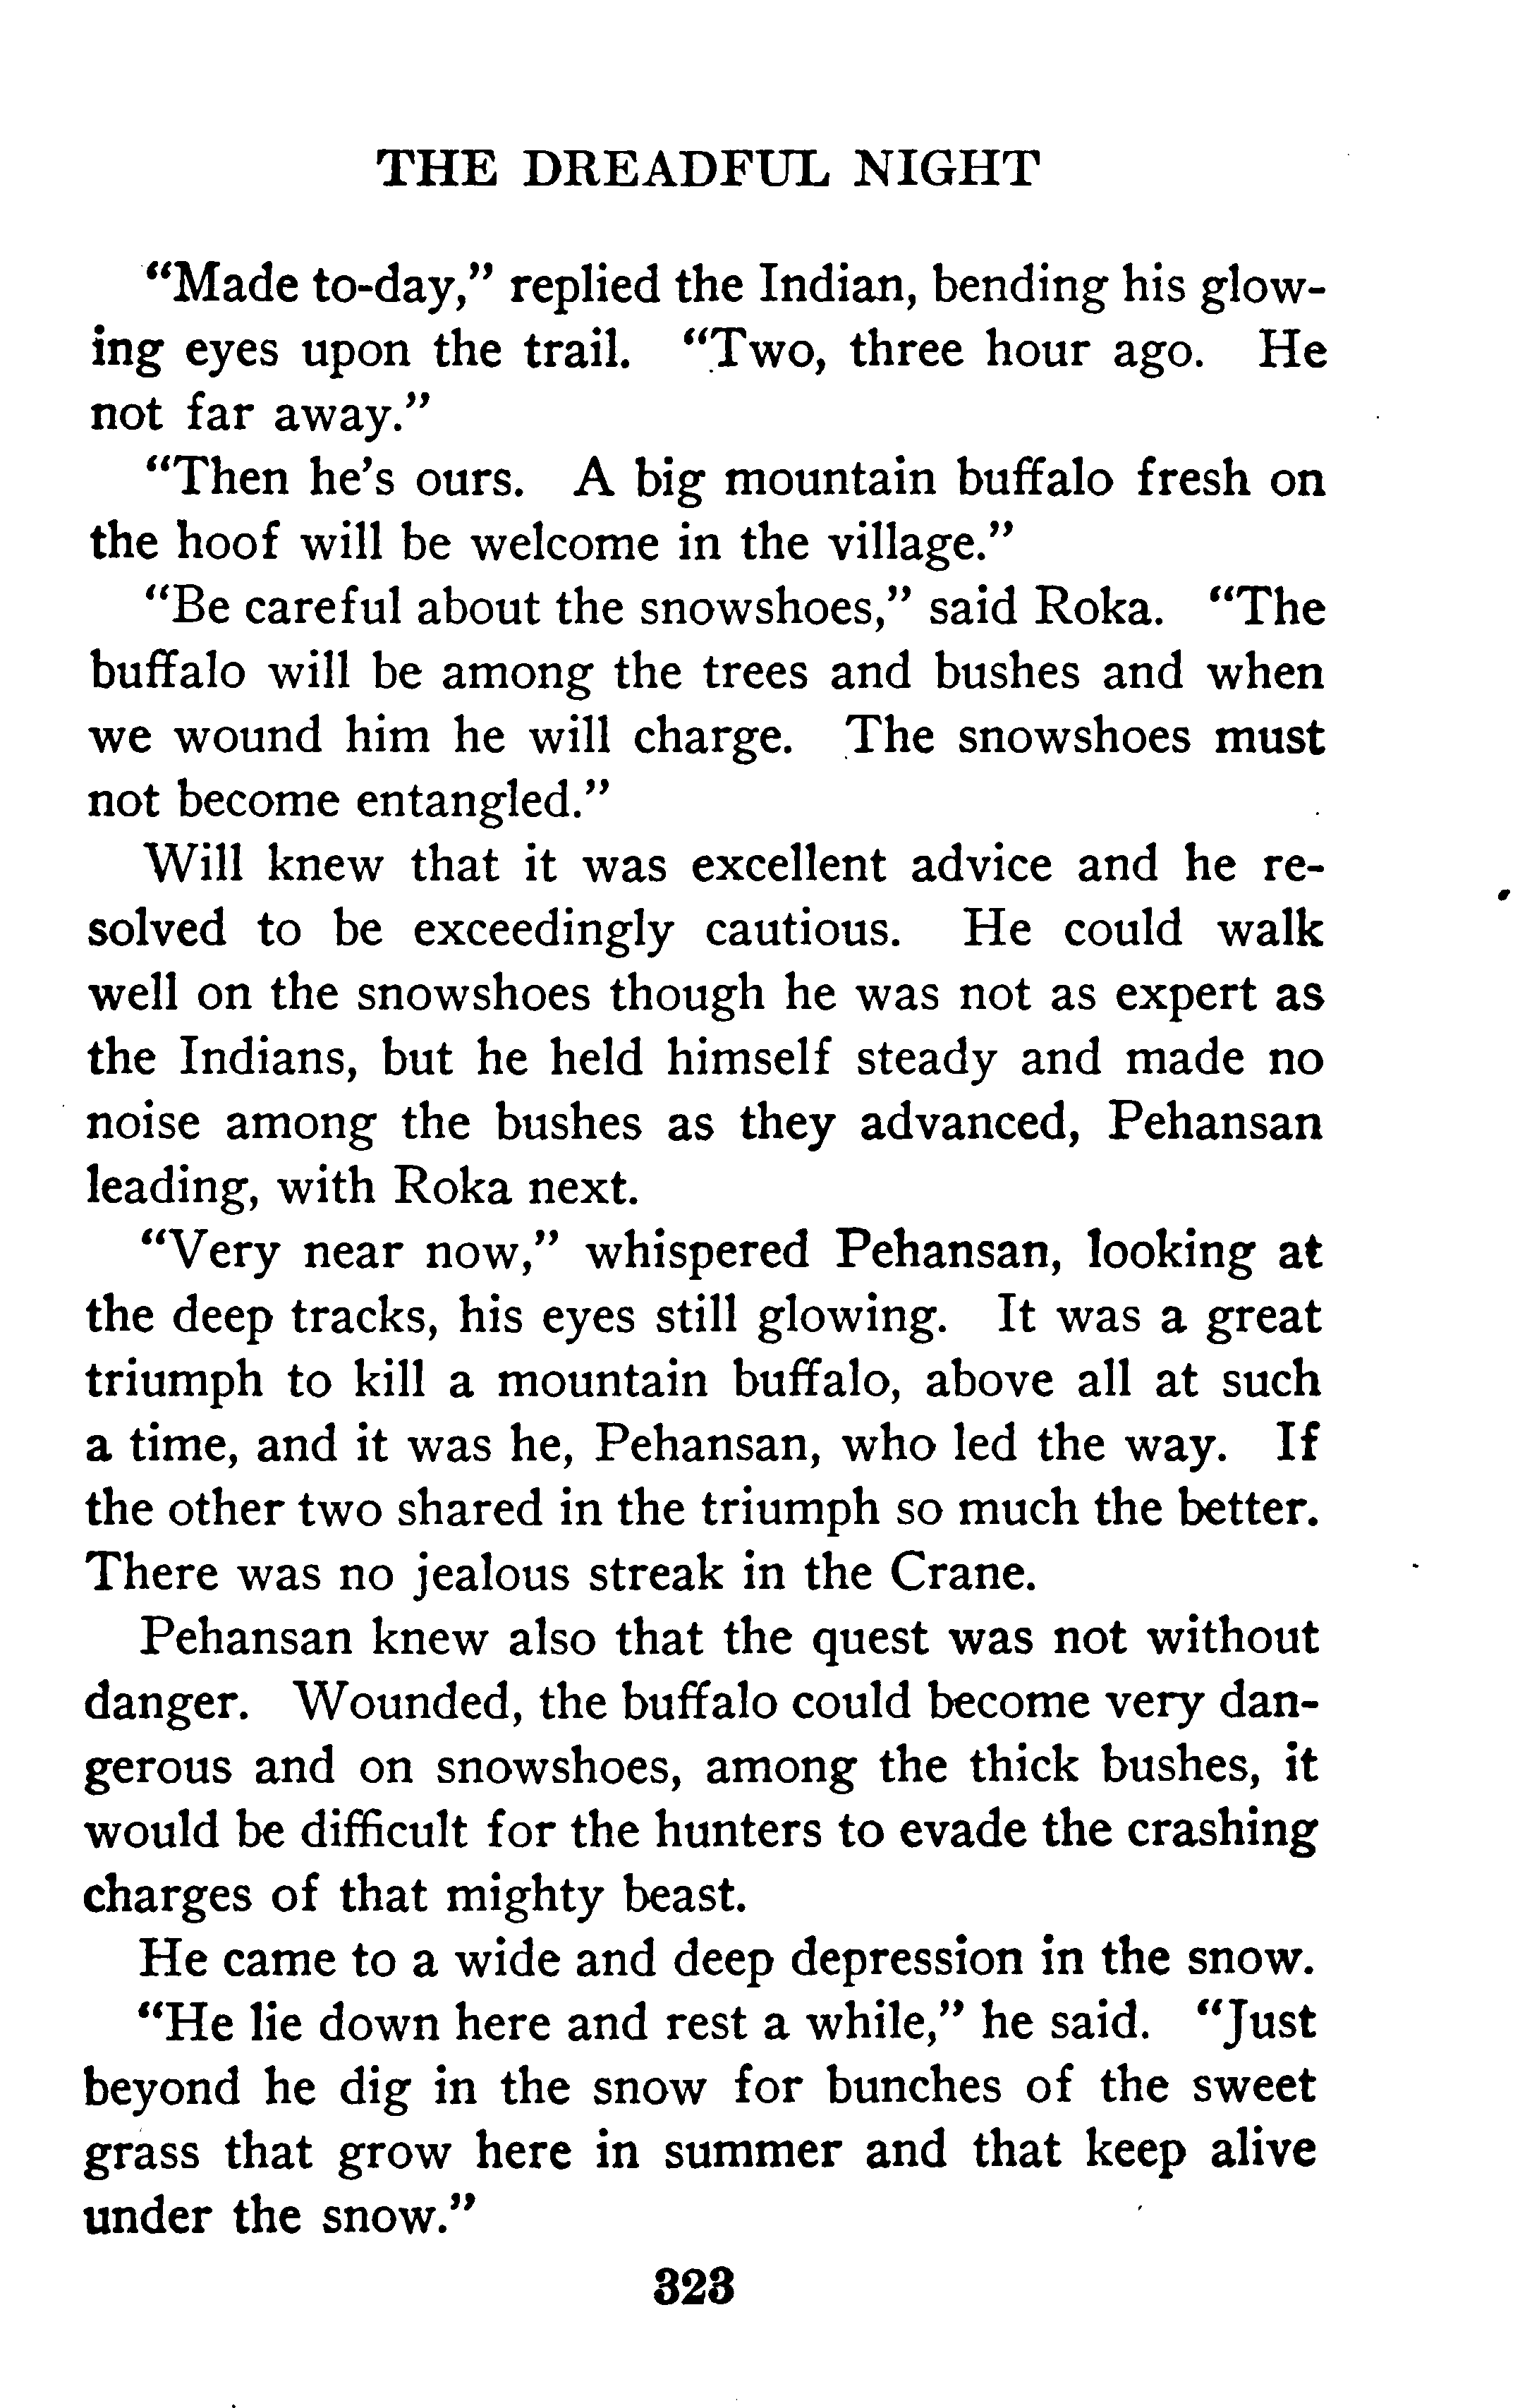 THE DREADFUL NIGHT
“Made to-day,” replied the Indian, bending his glow-
ing eyes upon the trail. “Two, three hour ago. He
not far away.”
“Then he’s ours. A big mountain buffalo fresh on
the hoof will be welcome in the village.”
“Be careful about the snowshoes,” said Roka. “The
buffalo will be among the trees and bushes and when
we wound him he will charge. The snowshoes must
not become entangled.”
Will knew that it was excellent advice and he re-
solved to be exceedingly cautious. He could walk
well on the snowshoes though he was not as expert as
the Indians, but he held himself steady and made no
noise among the bushes as they advanced, Pehansan
leading, with Roka next.
“Very near now,” whispered Pehansan, looking at
the deep tracks, his eyes still glowing. It was a great
triumph to kill a mountain buffalo, above all at such
a time, and it was he, Pehansan, who led the way. If
the other two shared in the triumph so much the better.
There was no jealous streak in the Crane.
Pehansan knew also that the quest was not without
danger. Wounded, the buffalo could become very dan-
gerous and on snowshoes, among the thick bushes, it
would be difficult for the hunters to evade the crashing
charges of that mighty beast.
He came to a wide and deep depression in the snow.
“He lie down here and rest a while,” he said. “Just
beyond he dig in the snow for bunches of the sweet
grass that grow here in summer and that keep alive
under the snow.”
323